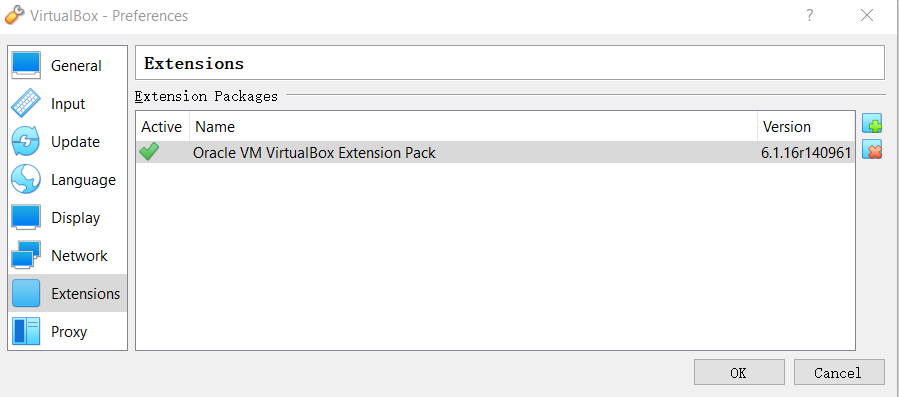 VirtualBox - Preferences ?
General
Input
Update
Language
Display
Network
Extensions
Proxy
Extensions
Extension Packages
Active Name Version
Oracle VM VirtualBox Extension Pack 6.1.16r140961
OK Cancel